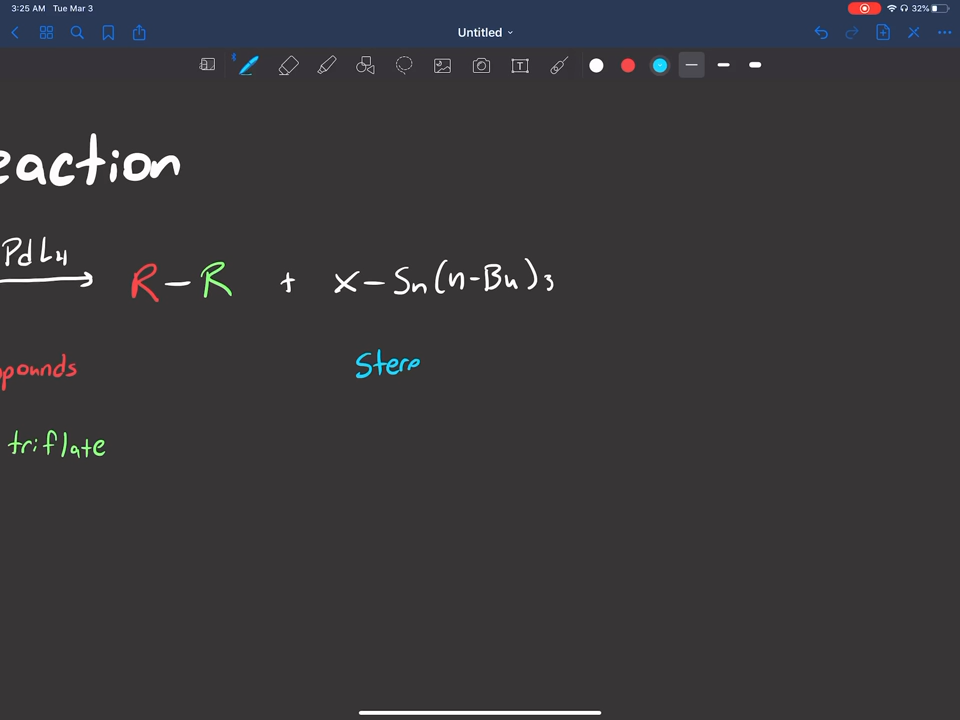 3:25 AM Tue Mar 3 32%
Untitled
T
eaction
PdL4
R-R + X-Sn(n-Bu)3
Stere
pounds
triflate